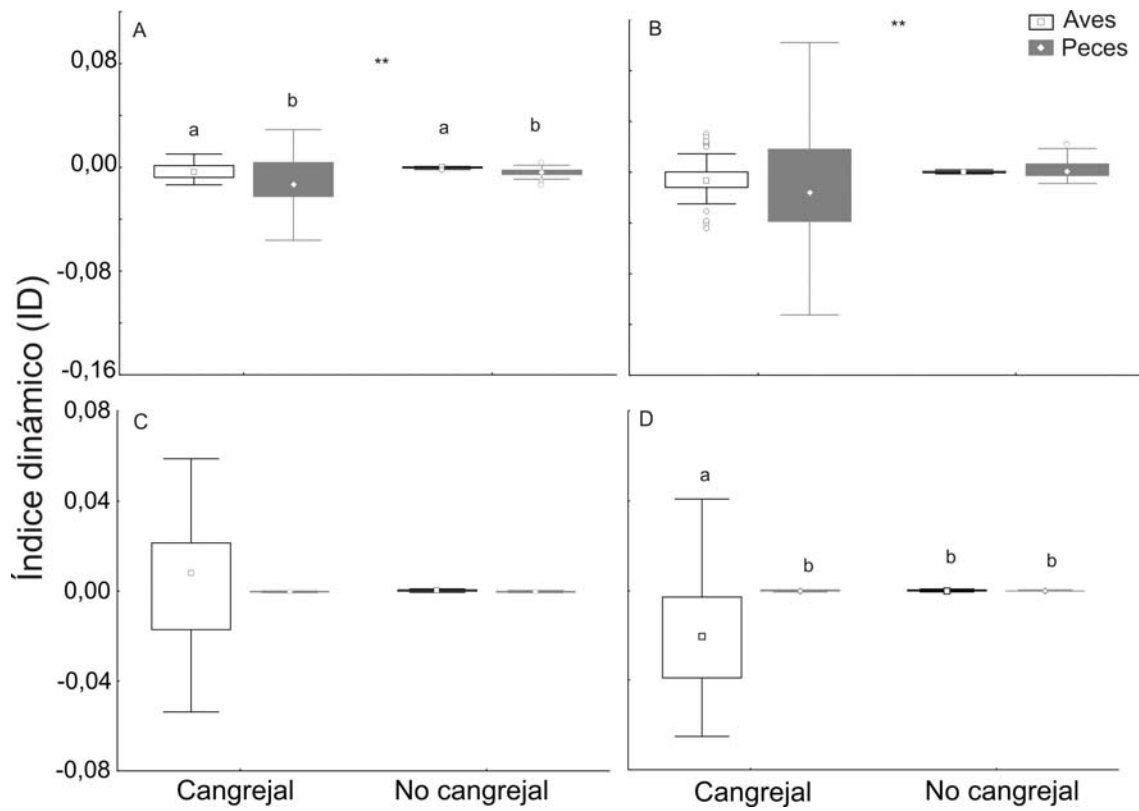 A
**
a
b
a
b
0,08
0,00
-0,08
-0,16
B
**
Aves
Peces
Índice dinámico (ID)
C
0,08
0,04
0,00
-0,04
-0,08
Cangrejal
No cangrejal
D
a
b
b
b
Cangrejal
No cangrejal